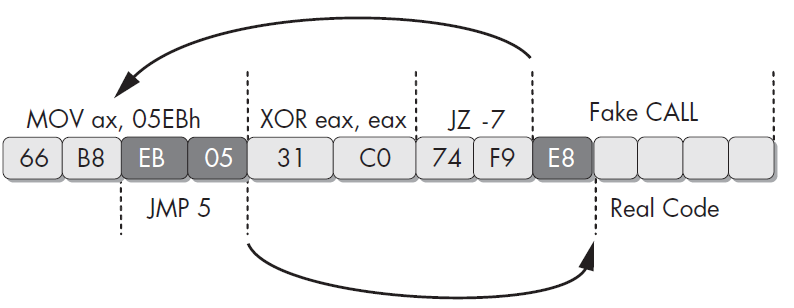 MOV ax, 05EBh XOR eax, eax JZ -7 Fake CALL
66 B8 EB 05 31 C0 74 F9 E8
JMP 5 Real Code